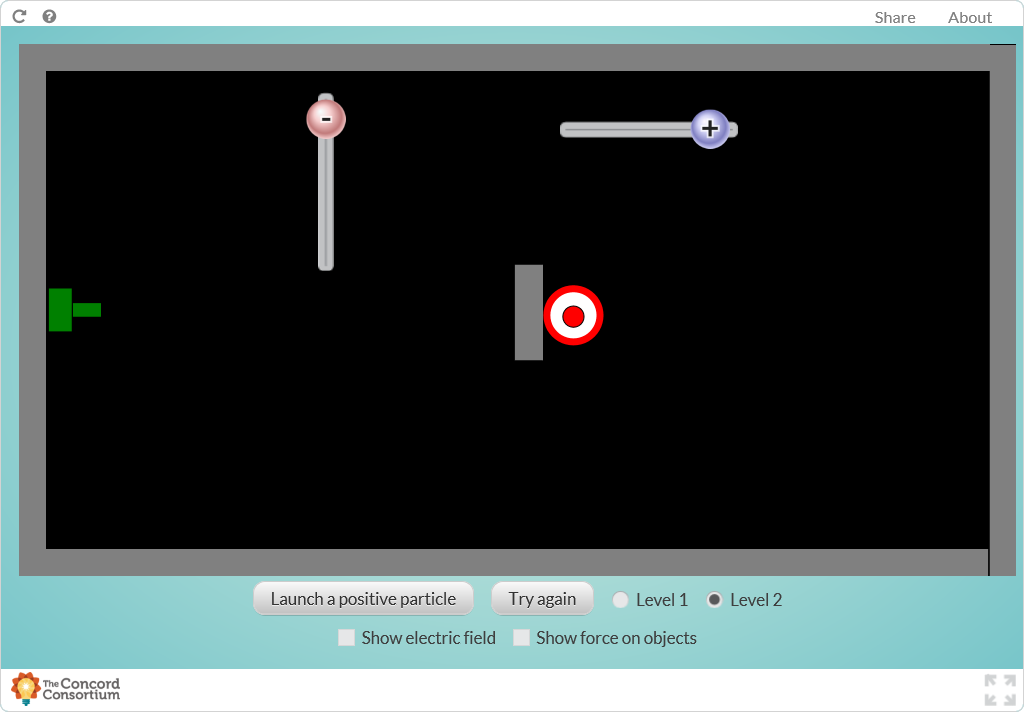 Share About
-
+
Launch a positive particle Try again Level 1 Level 2
Show electric field Show force on objects
The Concord
Consortium